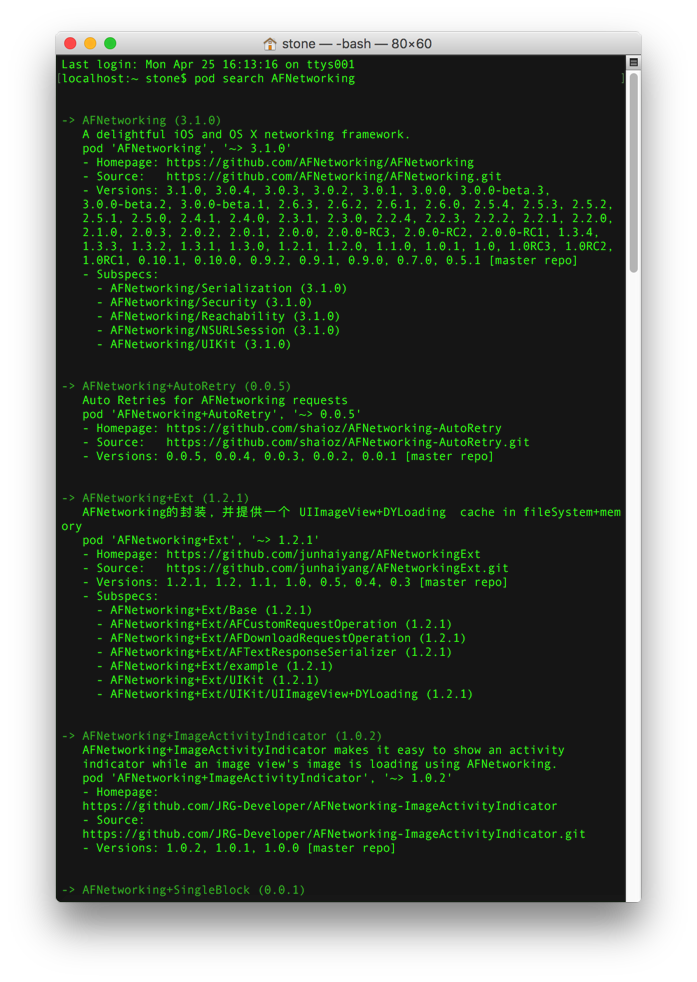 stone — -bash — 80×60
Last login: Mon Apr 25 16:13:16 on ttys001
[localhost:~ stone$ pod search AFNetworking ]
-> AFNetworking (3.1.0)
A delightful iOS and OS X networking framework.
pod 'AFNetworking', '~> 3.1.0'
- Homepage: https://github.com/AFNetworking/AFNetworking
- Source:   https://github.com/AFNetworking/AFNetworking.git
- Versions: 3.1.0, 3.0.4, 3.0.3, 3.0.2, 3.0.1, 3.0.0, 3.0.0-beta.3,
3.0.0-beta.2, 3.0.0-beta.1, 2.6.3, 2.6.2, 2.6.1, 2.6.0, 2.5.4, 2.5.3, 2.5.2,
2.5.1, 2.5.0, 2.4.1, 2.4.0, 2.3.1, 2.3.0, 2.2.4, 2.2.3, 2.2.2, 2.2.1, 2.2.0,
2.1.0, 2.0.3, 2.0.2, 2.0.1, 2.0.0, 2.0.0-RC3, 2.0.0-RC2, 2.0.0-RC1, 1.3.4,
1.3.3, 1.3.2, 1.3.1, 1.3.0, 1.2.1, 1.2.0, 1.1.0, 1.0.1, 1.0, 1.0RC3, 1.0RC2,
1.0RC1, 0.10.1, 0.10.0, 0.9.2, 0.9.1, 0.9.0, 0.7.0, 0.5.1 [master repo]
- Subspecs:
- AFNetworking/Serialization (3.1.0)
- AFNetworking/Security (3.1.0)
- AFNetworking/Reachability (3.1.0)
- AFNetworking/NSURLSession (3.1.0)
- AFNetworking/UIKit (3.1.0)
-> AFNetworking+AutoRetry (0.0.5)
Auto Retries for AFNetworking requests
pod 'AFNetworking+AutoRetry', '~> 0.0.5'
- Homepage: https://github.com/shaioz/AFNetworking-AutoRetry
- Source:   https://github.com/shaioz/AFNetworking-AutoRetry.git
- Versions: 0.0.5, 0.0.4, 0.0.3, 0.0.2, 0.0.1 [master repo]
-> AFNetworking+Ext (1.2.1)
AFNetworking的封装，并提供一个 UIImageView+DYLoading  cache in fileSystem+mem
ory
pod 'AFNetworking+Ext', '~> 1.2.1'
- Homepage: https://github.com/junhaiyang/AFNetworkingExt
- Source:   https://github.com/junhaiyang/AFNetworkingExt.git
- Versions: 1.2.1, 1.2, 1.1, 1.0, 0.5, 0.4, 0.3 [master repo]
- Subspecs:
- AFNetworking+Ext/Base (1.2.1)
- AFNetworking+Ext/AFCustomRequestOperation (1.2.1)
- AFNetworking+Ext/AFDownloadRequestOperation (1.2.1)
- AFNetworking+Ext/AFTextResponseSerializer (1.2.1)
- AFNetworking+Ext/example (1.2.1)
- AFNetworking+Ext/UIKit (1.2.1)
- AFNetworking+Ext/UIKit/UIImageView+DYLoading (1.2.1)
-> AFNetworking+ImageActivityIndicator (1.0.2)
AFNetworking+ImageActivityIndicator makes it easy to show an activity
indicator while an image view's image is loading using AFNetworking.
pod 'AFNetworking+ImageActivityIndicator', '~> 1.0.2'
- Homepage:
https://github.com/JRG-Developer/AFNetworking-ImageActivityIndicator
- Source:
https://github.com/JRG-Developer/AFNetworking-ImageActivityIndicator.git
- Versions: 1.0.2, 1.0.1, 1.0.0 [master repo]
-> AFNetworking+SingleBlock (0.0.1)